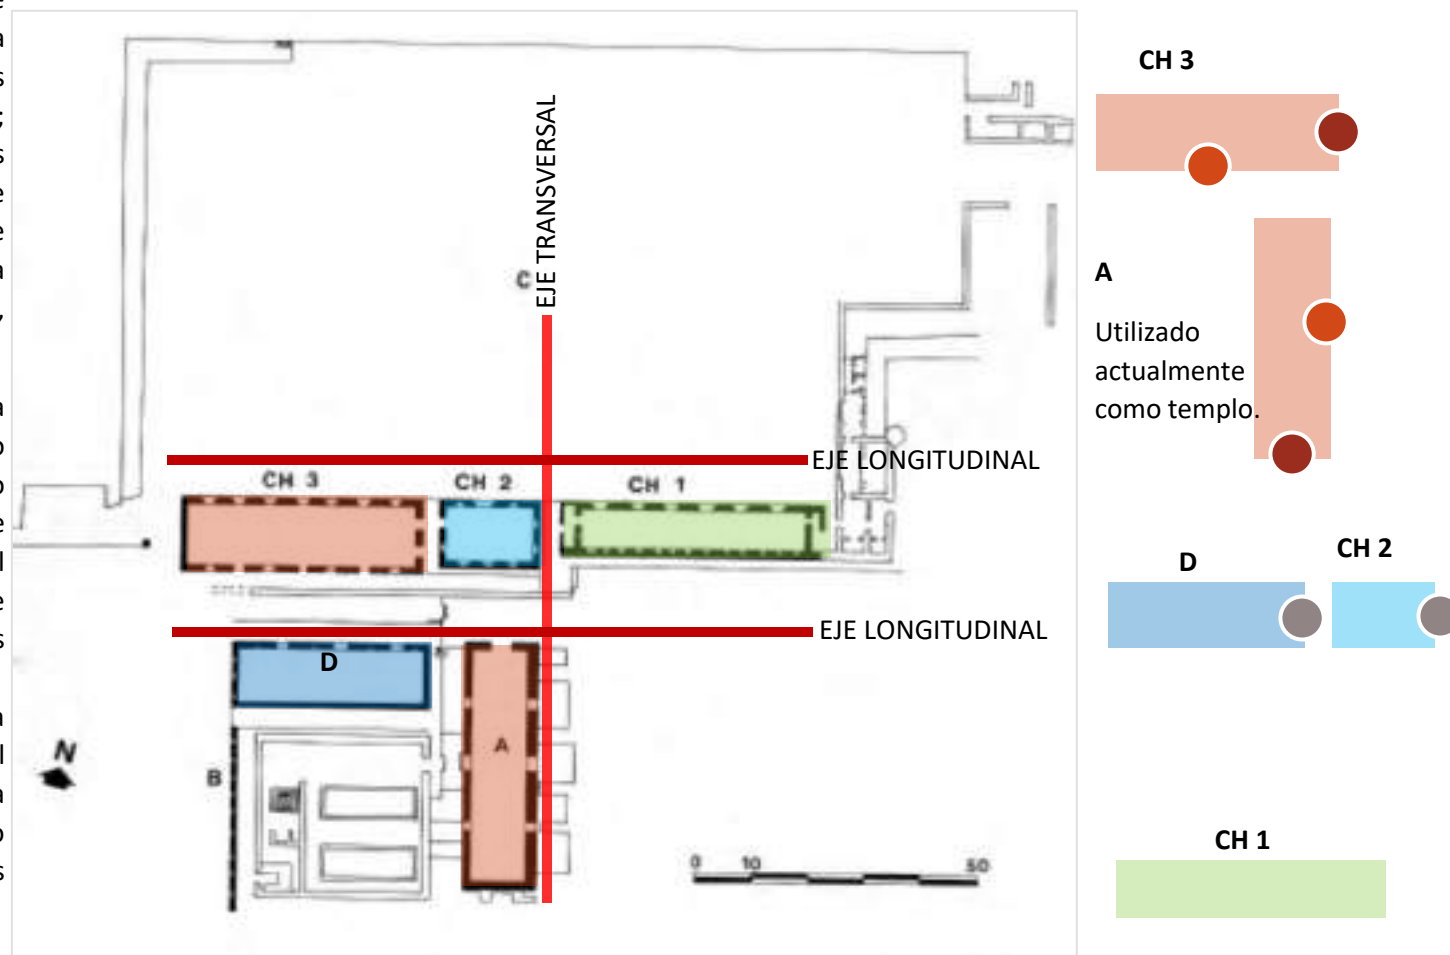 EJE TRANSVERSAL
C
EJE LONGITUDINAL
CH 3
CH 2
CH 1
EJE LONGITUDINAL
D
A
B
N
0 10 50
CH 3
A
Utilizado
actualmente
como templo.
D
CH 2
CH 1